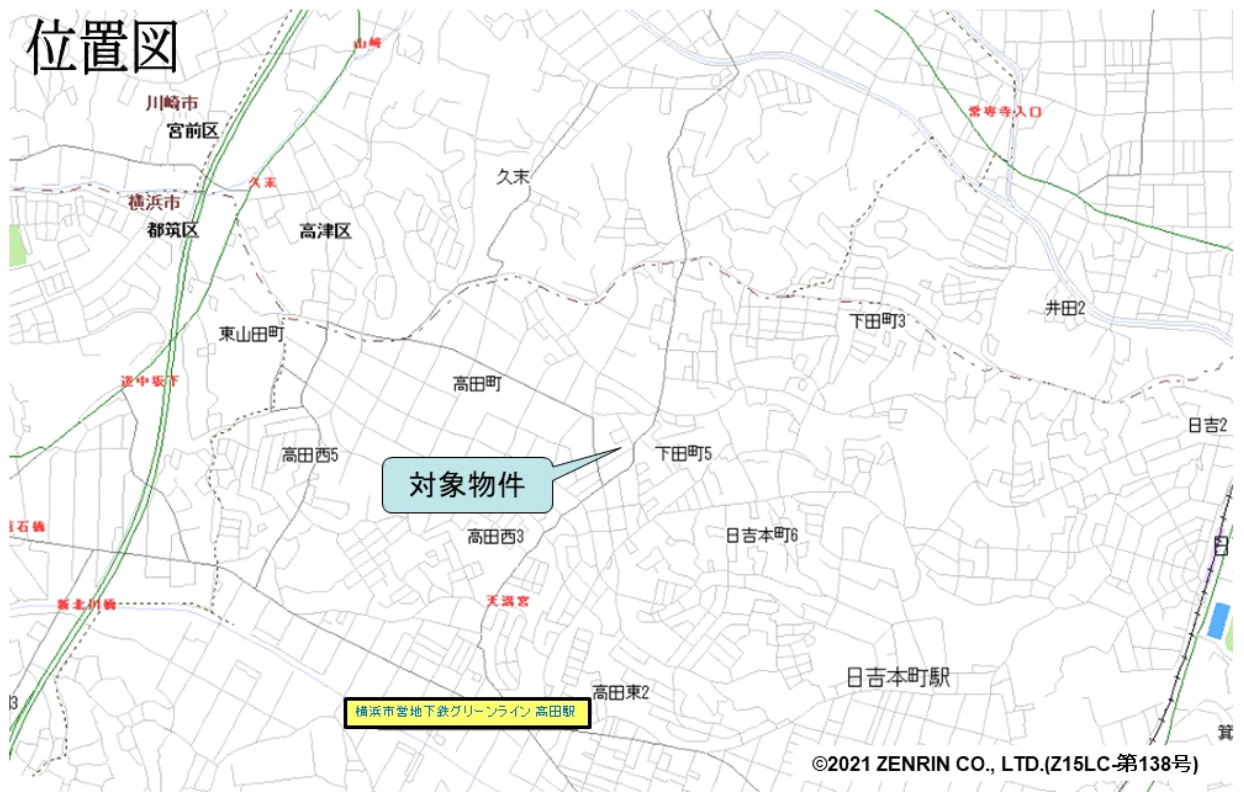 位置図
山崎
川崎市
宮前区
常専寺入口
久末
久末
横浜市
都筑区
高津区
井田2
下田町3
東山田町
道中坂下
高田町
日吉2
高田西5
下田町5
対象物件
石橋
高田西3
日吉本町6
新北川橋
天満宮
日吉本町駅
高田東2
3
横浜市営地下鉄グリーンライン 高田駅
箕
©2021 ZENRIN CO., LTD.(Z15LC-第138号)